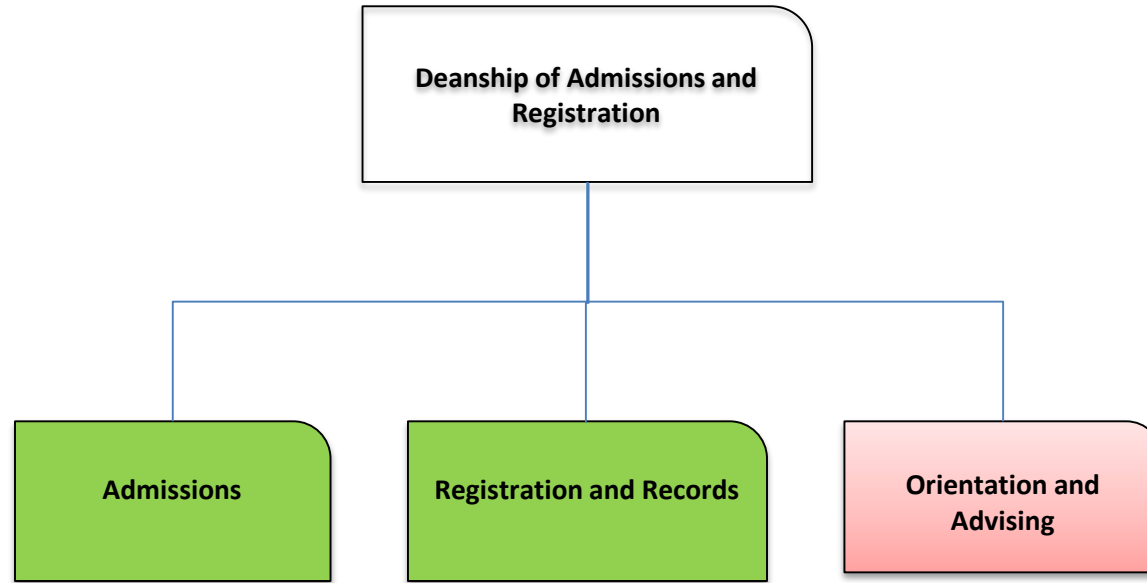 Deanship of Admissions and
Registration
Admissions
Registration and Records
Orientation and
Advising